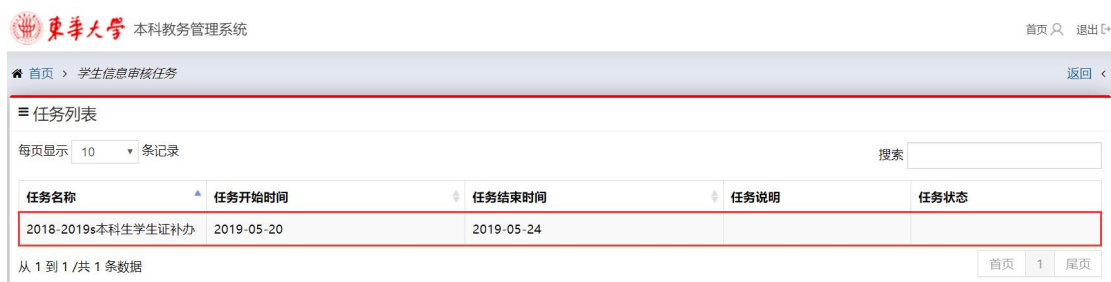 東華大學 本科教务管理系统 首页 退出
首页 > 学生信息审核任务 返回 <
任务列表
每页显示 10 条记录 搜索
任务名称 任务开始时间 任务结束时间 任务说明 任务状态
2018-2019s本科生学生证补办 2019-05-20 2019-05-24
从 1 到 1 /共 1 条数据 首页 1 尾页